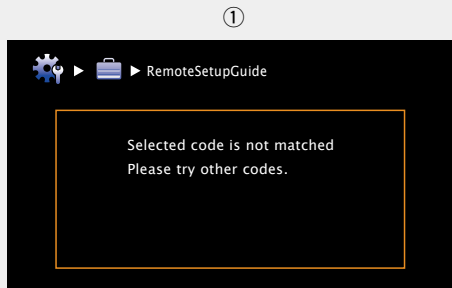 ①
RemoteSetupGuide
Selected code is not matched
Please try other codes.